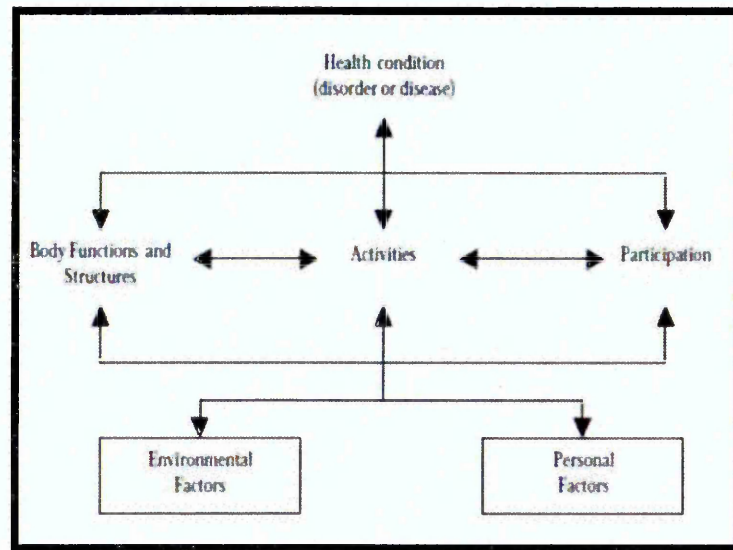 Health condition
(disorder or disease)
Body Functions and
Structures
Activities
Participation
Environmental
Factors
Personal
Factors